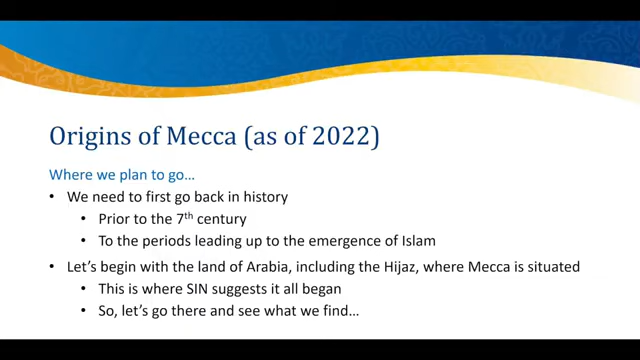 Origins of Mecca (as of 2022)
Where we plan to go…
• We need to first go back in history
• Prior to the 7th century
• To the periods leading up to the emergence of Islam
• Let's begin with the land of Arabia, including the Hijaz, where Mecca is situated
• This is where SIN suggests it all began
• So, let's go there and see what we find…